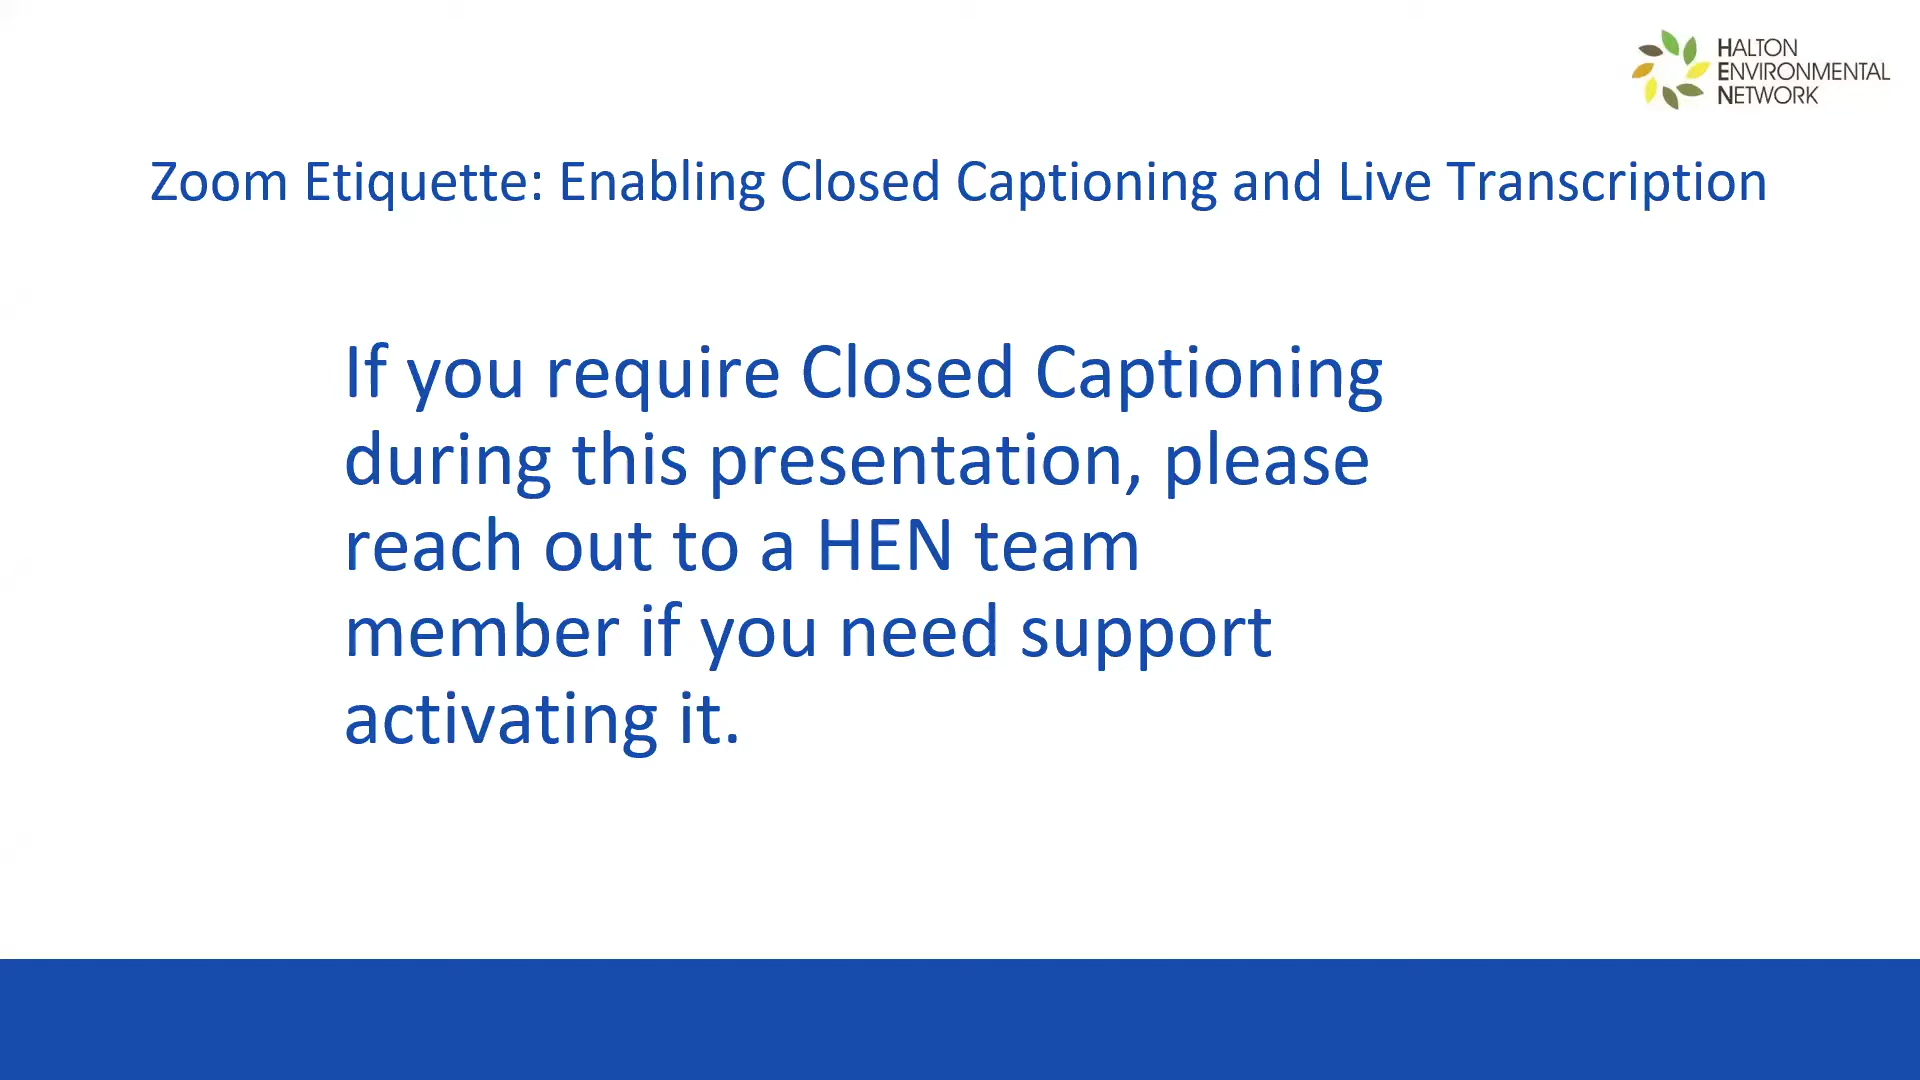 HALTON
ENVIRONMENTAL
NETWORK
Zoom Etiquette: Enabling Closed Captioning and Live Transcription
If you require Closed Captioning
during this presentation, please
reach out to a HEN team
member if you need support
activating it.